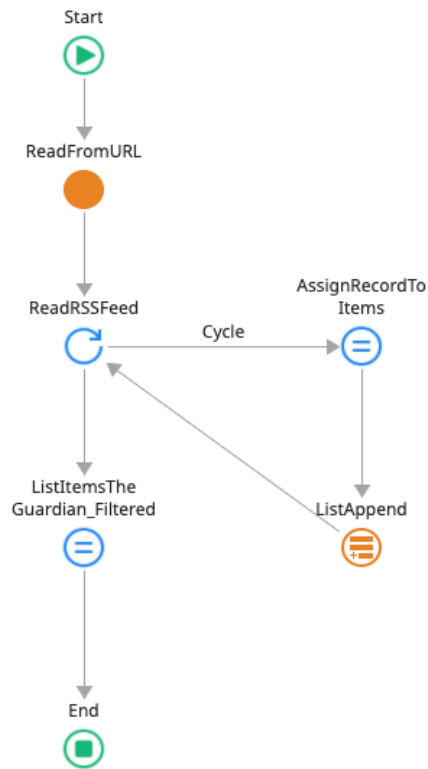 Start
ReadFromURL
ReadRSSFeed
Cycle
AssignRecordTo
Items
ListItemsThe
Guardian_Filtered
ListAppend
End